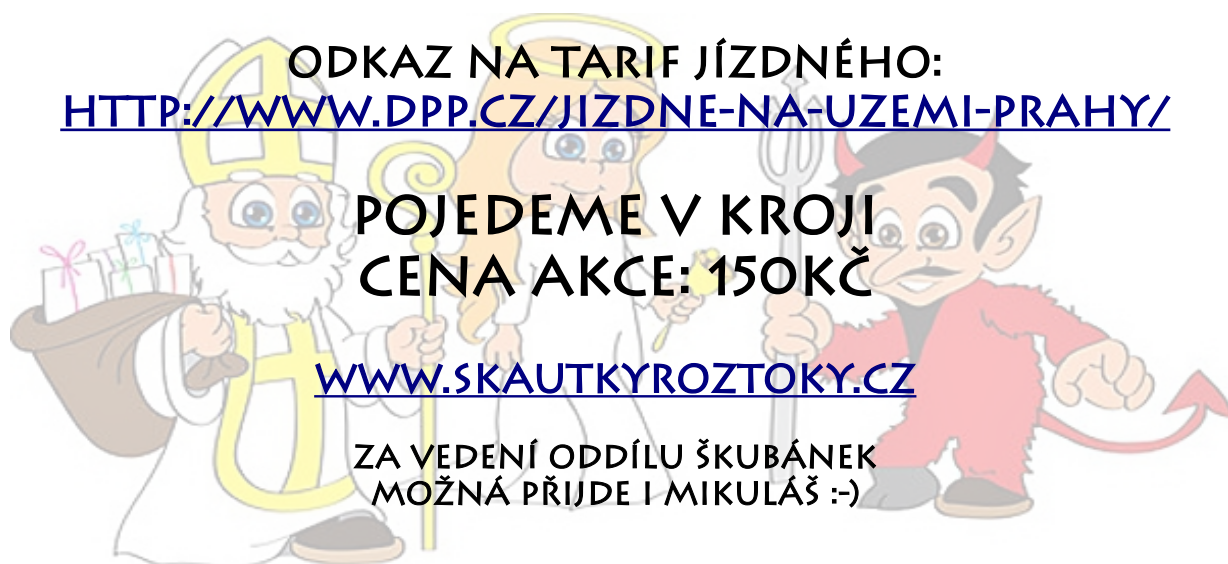 ODKAZ NA TARIF JÍZDNÉHO:
HTTP://WWW.DPP.CZ/JIZDNE-NA-UZEMI-PRAHY/
POJEDEME V KROJI
CENA AKCE: 150KČ
WWW.SKAUTKYROZTOKY.CZ
ZA VEDENÍ ODDÍLU ŠKUBÁNEK
MOŽNÁ PŘIJDE I MIKULÁŠ :-)